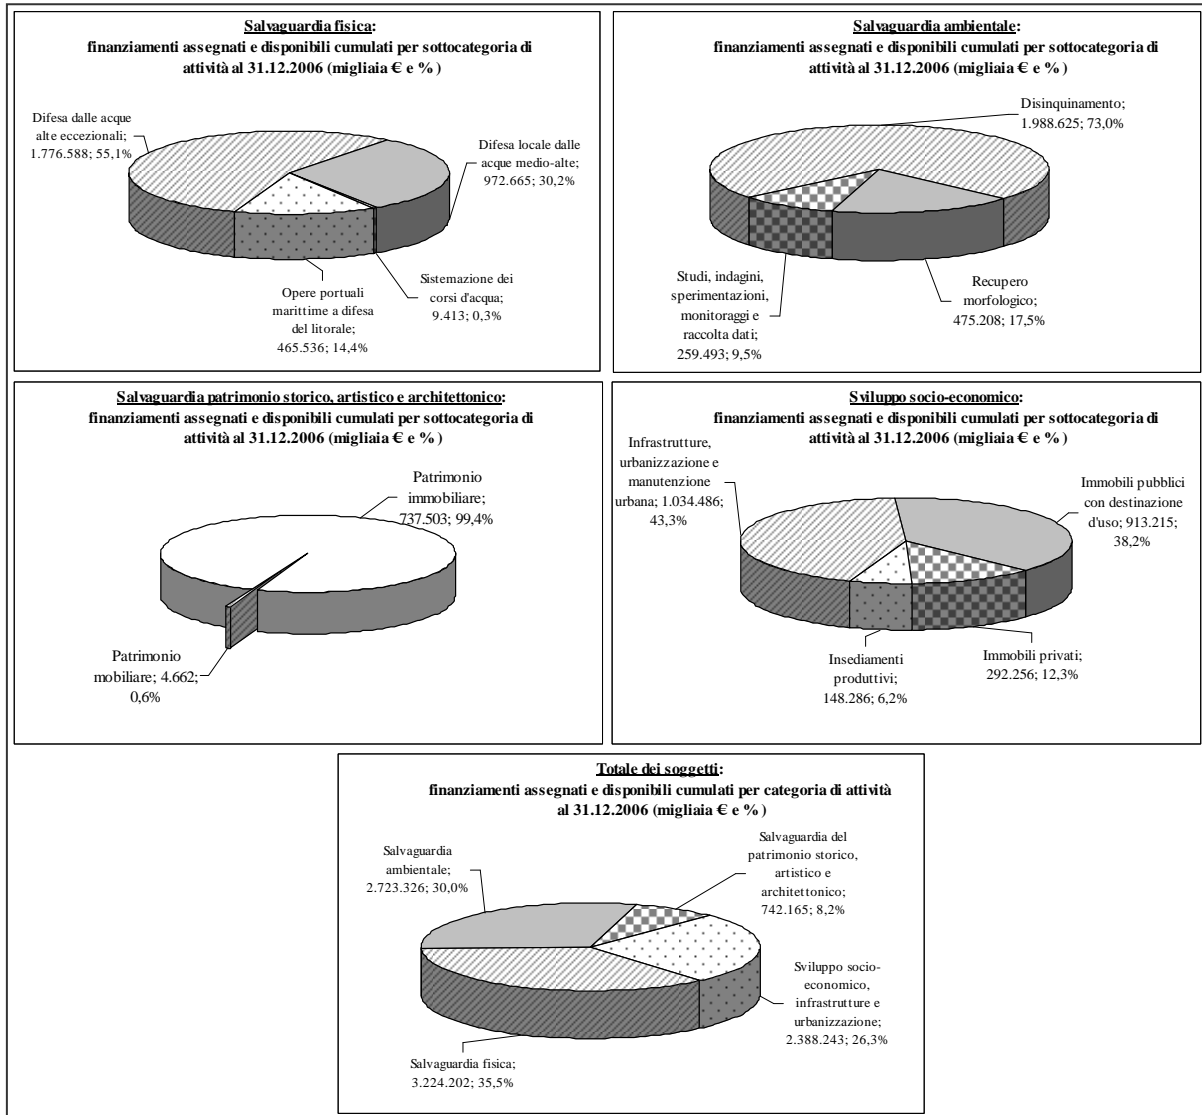 Salvaguardia fisica:
finanziamenti assegnati e disponibili cumulati per sottocategoria di
attività al 31.12.2006 (migliaia € e %)
Difesa dalle acque
alte eccezionali;
1.776.588; 55,1%
Difesa locale dalle
acque medio-alte;
972.665; 30,2%
Sistemazione dei
corsi d'acqua;
9.413; 0,3%
Opere portuali
marittime a difesa
del litorale;
465.536; 14,4%
Salvaguardia ambientale:
finanziamenti assegnati e disponibili cumulati per sottocategoria di
attività al 31.12.2006 (migliaia € e %)
Disinquinamento;
1.988.625; 73,0%
Studi, indagini,
sperimentazioni,
monitoraggi e
raccolta dati;
259.493; 9,5%
Recupero
morfologico;
475.208; 17,5%
Salvaguardia patrimonio storico, artistico e architettonico:
finanziamenti assegnati e disponibili cumulati per sottocategoria di
attività al 31.12.2006 (migliaia € e %)
Patrimonio
immobiliare;
737.503; 99,4%
Patrimonio
mobiliare; 4.662;
0,6%
Sviluppo socio-economico:
finanziamenti assegnati e disponibili cumulati per sottocategoria di
attività al 31.12.2006 (migliaia € e %)
Infrastrutture,
urbanizzazione e
manutenzione
urbana; 1.034.486;
43,3%
Immobili pubblici
con destinazione
d'uso; 913.215;
38,2%
Insediamenti
produttivi;
148.286; 6,2%
Immobili privati;
292.256; 12,3%
Totale dei soggetti:
finanziamenti assegnati e disponibili cumulati per categoria di attività
al 31.12.2006 (migliaia € e %)
Salvaguardia
ambientale;
2.723.326; 30,0%
Salvaguardia del
patrimonio storico,
artistico e
architettonico;
742.165; 8,2%
Sviluppo socio-
economico,
infrastrutture e
urbanizzazione;
2.388.243; 26,3%
Salvaguardia fisica;
3.224.202; 35,5%